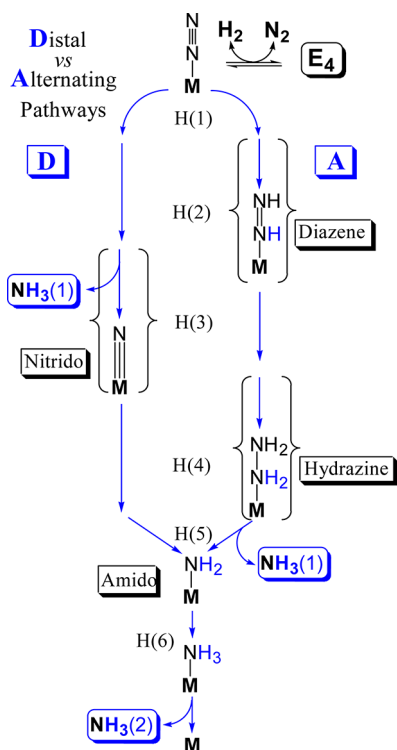 N
N
M
H2 N2
E4
Distal
vs
Alternating
Pathways
H(1)
D
A
H(2)
NH
NH
M
Diazene
NH3(1)
H(3)
N
M
Nitrido
H(4)
NH2
NH2
M
Hydrazine
H(5)
NH3(1)
NH2
M
Amido
H(6)
NH3
M
NH3(2)
M